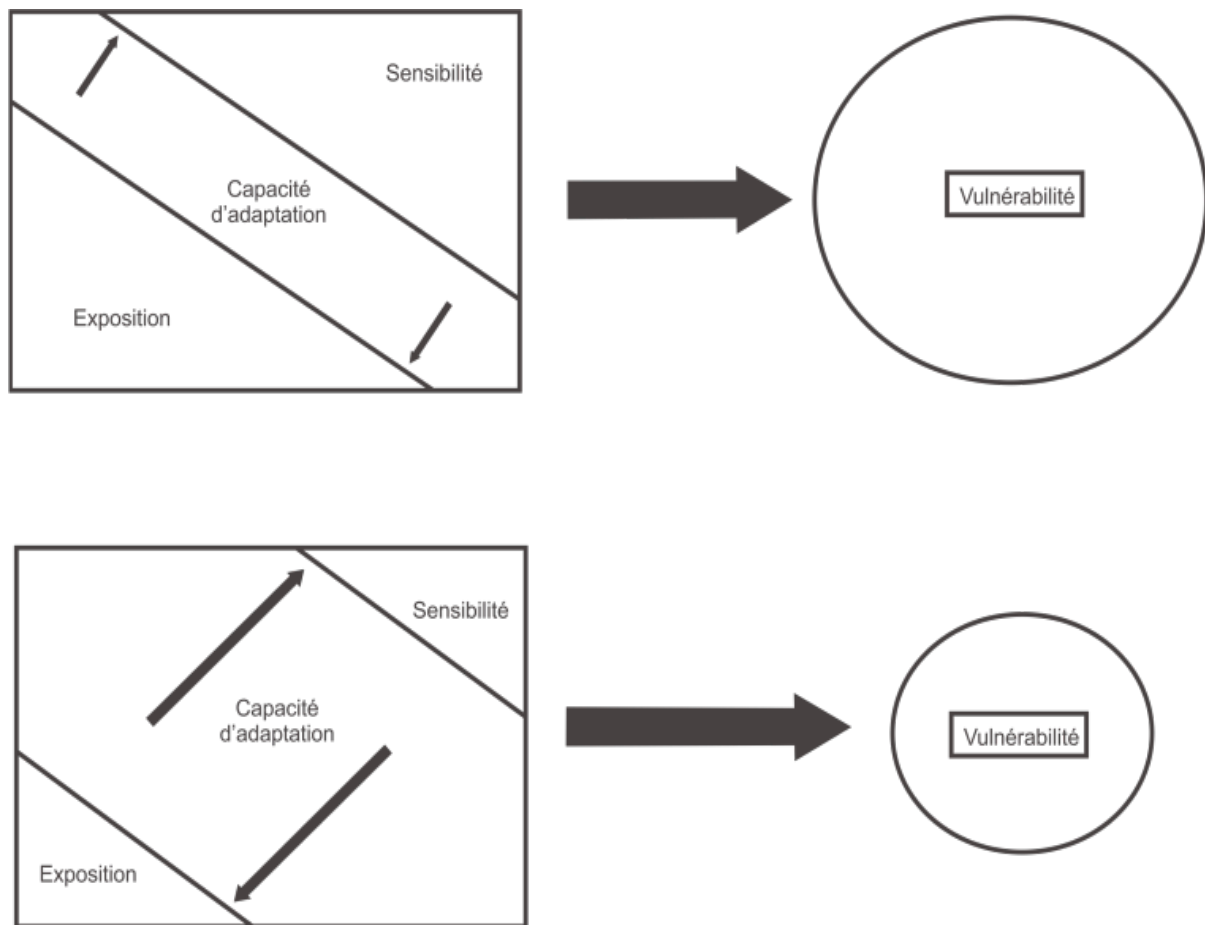 Sensibilité
Capacité
d'adaptation
Exposition
Vulnérabilité
Sensibilité
Capacité
d'adaptation
Exposition
Vulnérabilité